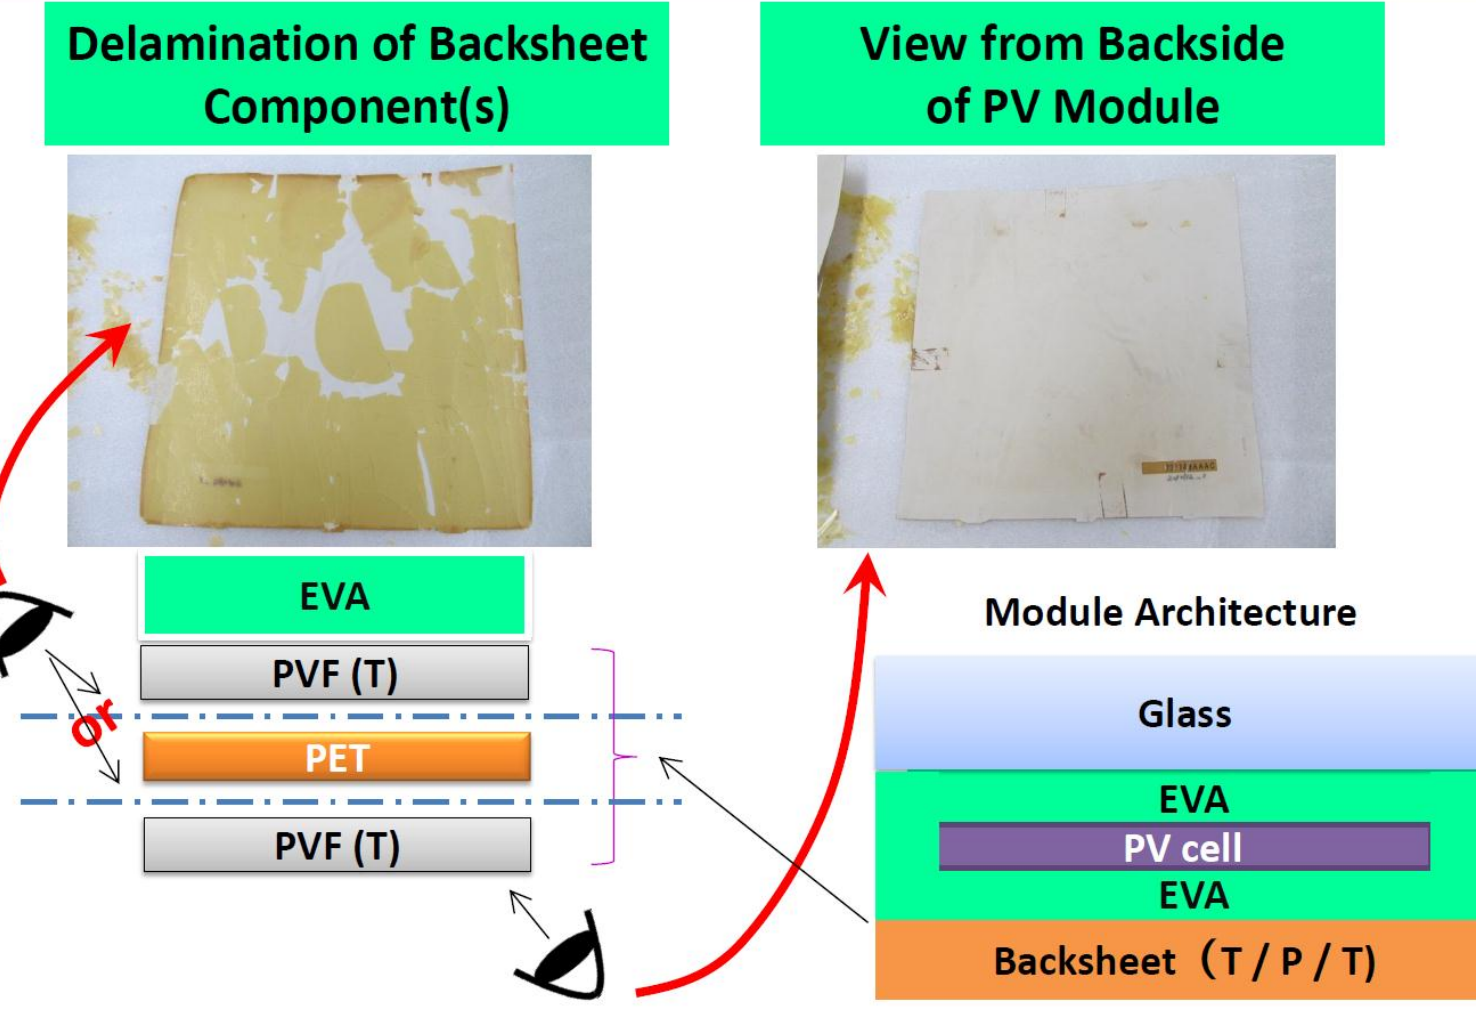 Delamination of Backsheet
Component(s)
View from Backside
of PV Module
EVA
PVF (T)
or
PET
PVF (T)
Module Architecture
Glass
EVA
PV cell
EVA
Backsheet（T / P / T)